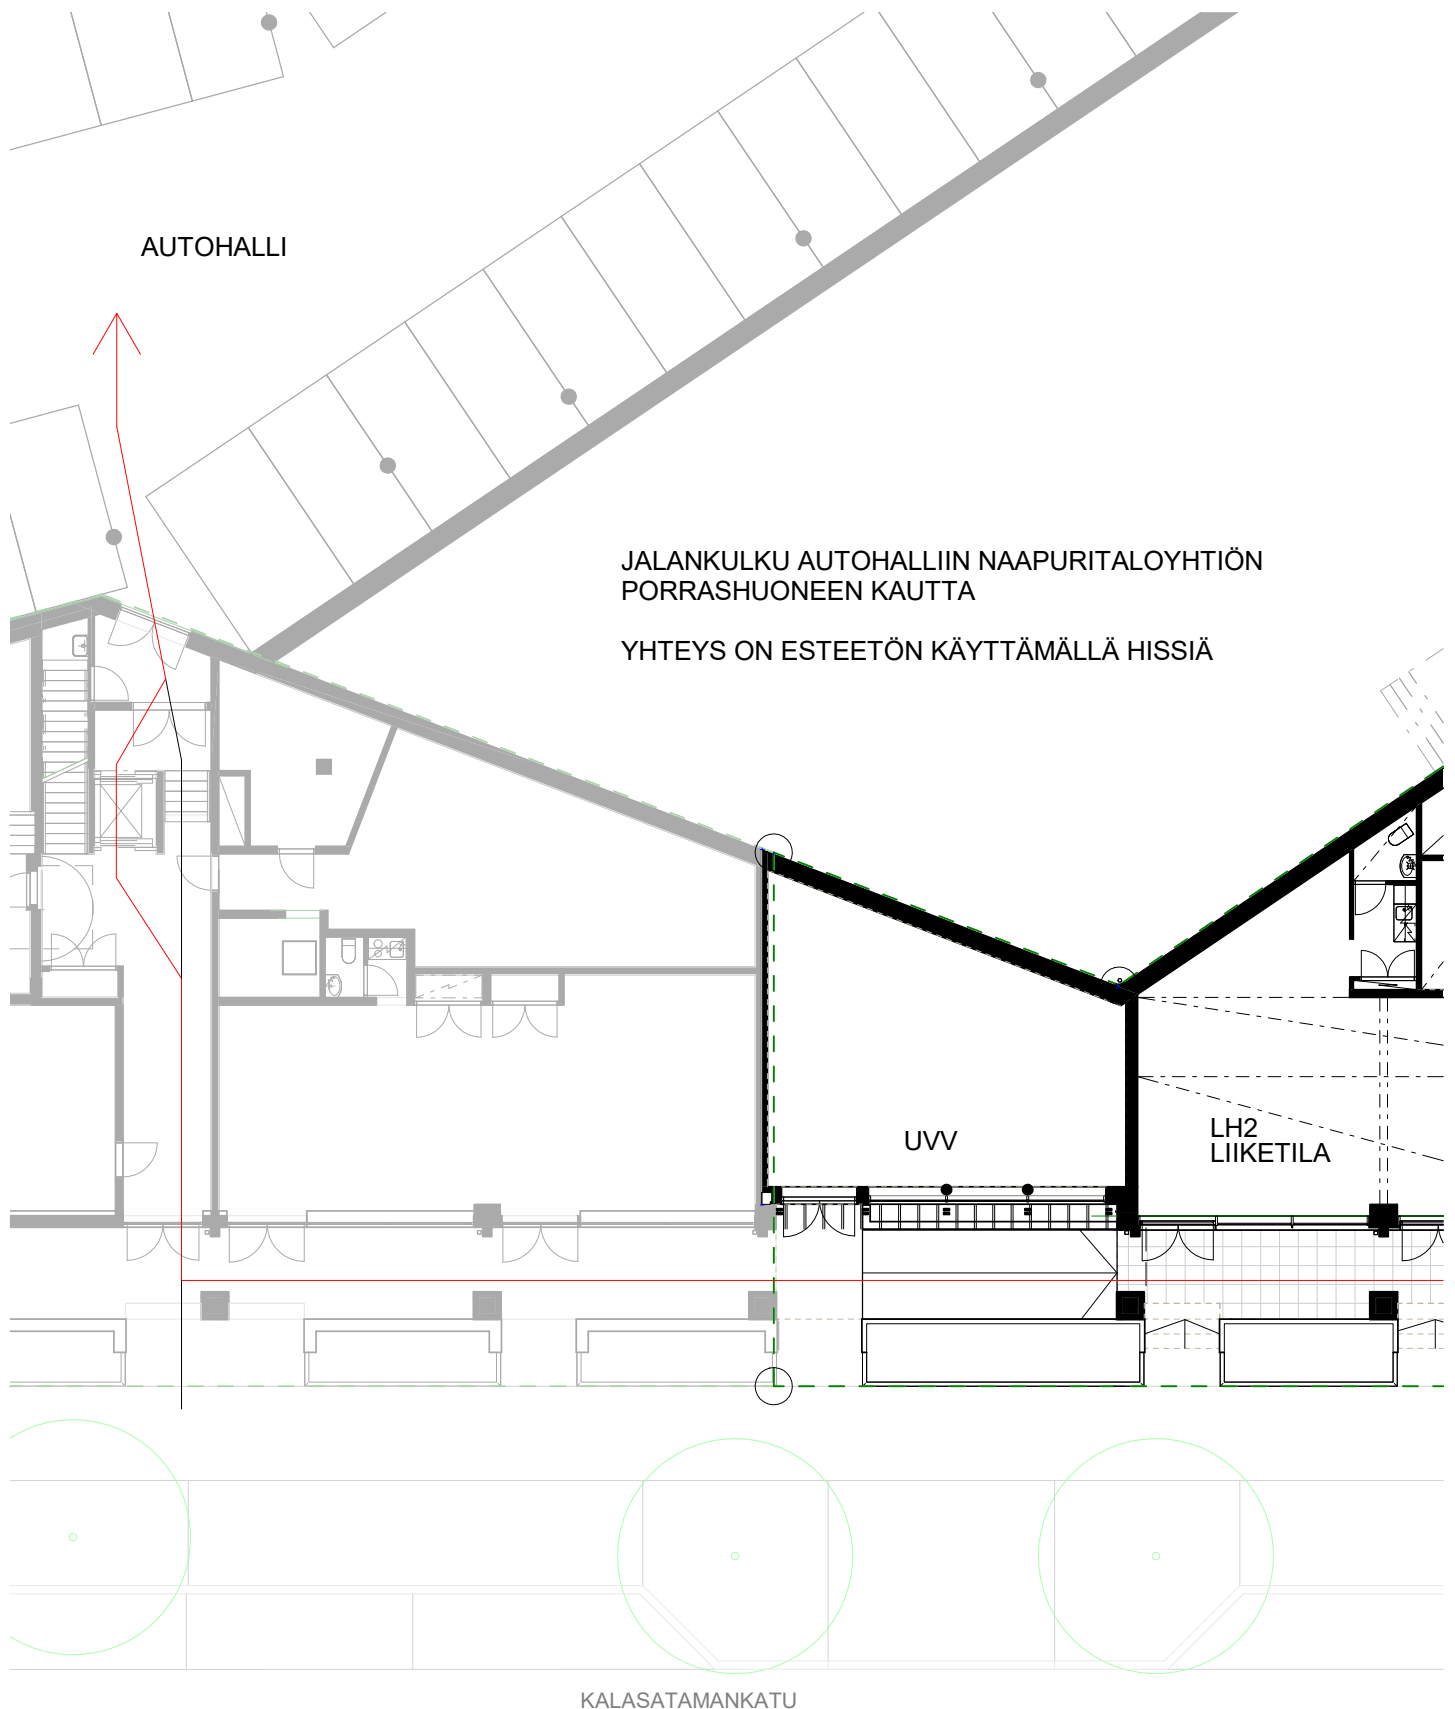 AUTOHALLI
JALANKULKU AUTOHALLIIN NAAPURITALOYHTIÖN
PORRASHUONEEN KAUTTA
YHTEYS ON ESTEETÖN KÄYTTÄMÄLLÄ HISSIÄ
UVV
LH2
LIIKETILA
KALASATAMANKATU